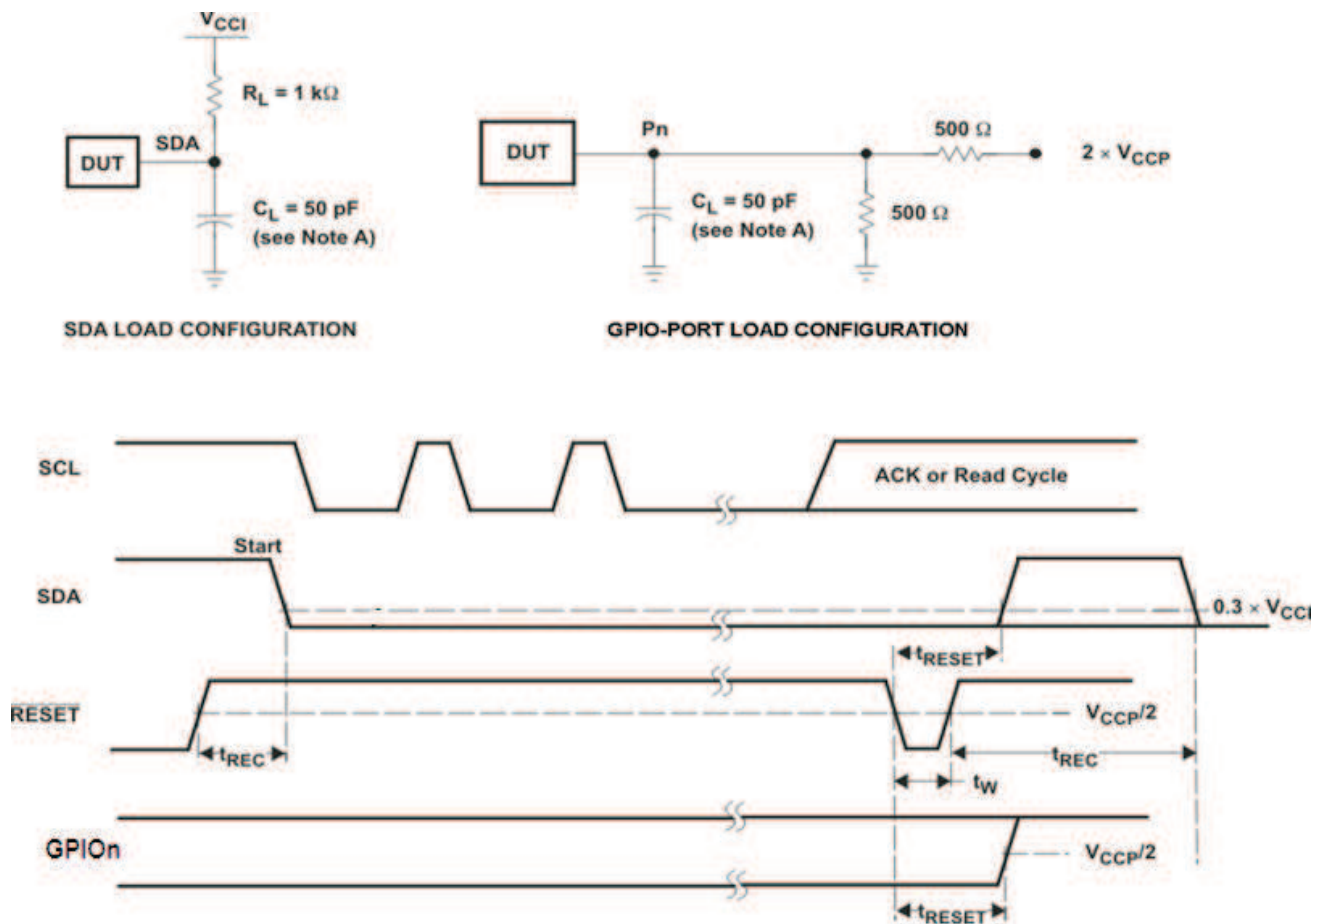 VCCI
RL = 1 kΩ
SDA
DUT
CL = 50 pF
(see Note A)
SDA LOAD CONFIGURATION
Pn
500 Ω
DUT
2 × VCCP
CL = 50 pF
(see Note A)
500 Ω
GPIO-PORT LOAD CONFIGURATION
SCL
ACK or Read Cycle
Start
SDA
0.3 × VCCI
tRESET
RESET
VCCP/2
tREC
tREC
tW
GPIOn
VCCP/2
tRESET